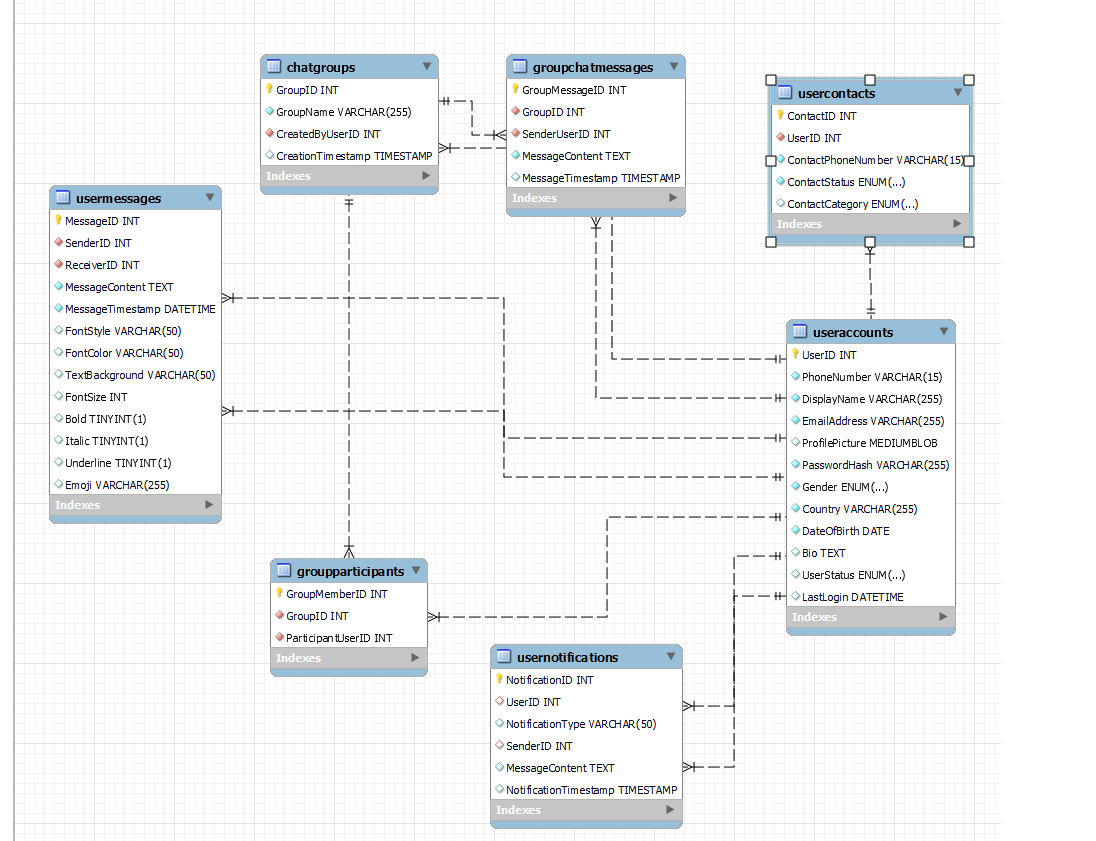 chatgroups
GroupID INT
GroupName VARCHAR(255)
CreatedByUserID INT
CreationTimestamp TIMESTAMP
Indexes
groupchatmessages
GroupMessageID INT
GroupID INT
SenderUserID INT
MessageContent TEXT
MessageTimestamp TIMESTAMP
Indexes
usercontacts
ContactID INT
UserID INT
ContactPhoneNumber VARCHAR(15)
ContactStatus ENUM(...)
ContactCategory ENUM(...)
Indexes
usermessages
MessageID INT
SenderID INT
ReceiverID INT
MessageContent TEXT
MessageTimestamp DATETIME
FontStyle VARCHAR(50)
FontColor VARCHAR(50)
TextBackground VARCHAR(50)
FontSize INT
Bold TINYINT(1)
Italic TINYINT(1)
Underline TINYINT(1)
Emoji VARCHAR(255)
Indexes
useraccounts
UserID INT
PhoneNumber VARCHAR(15)
DisplayName VARCHAR(255)
EmailAddress VARCHAR(255)
ProfilePicture MEDIUMBLOB
PasswordHash VARCHAR(255)
Gender ENUM(...)
Country VARCHAR(255)
DateOfBirth DATE
Bio TEXT
UserStatus ENUM(...)
LastLogin DATETIME
Indexes
groupparticipants
GroupMemberID INT
GroupID INT
ParticipantUserID INT
Indexes
usernotifications
NotificationID INT
UserID INT
NotificationType VARCHAR(50)
SenderID INT
MessageContent TEXT
NotificationTimestamp TIMESTAMP
Indexes